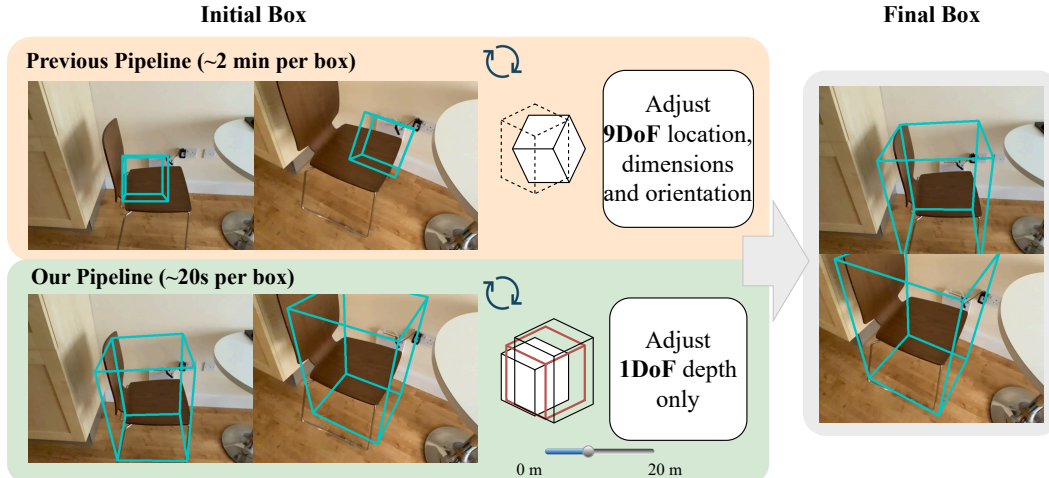 Initial Box
Final Box
Previous Pipeline (~2 min per box)
Adjust
9DoF location,
dimensions
and orientation
Our Pipeline (~20s per box)
Adjust
1DoF depth
only
0 m
20 m